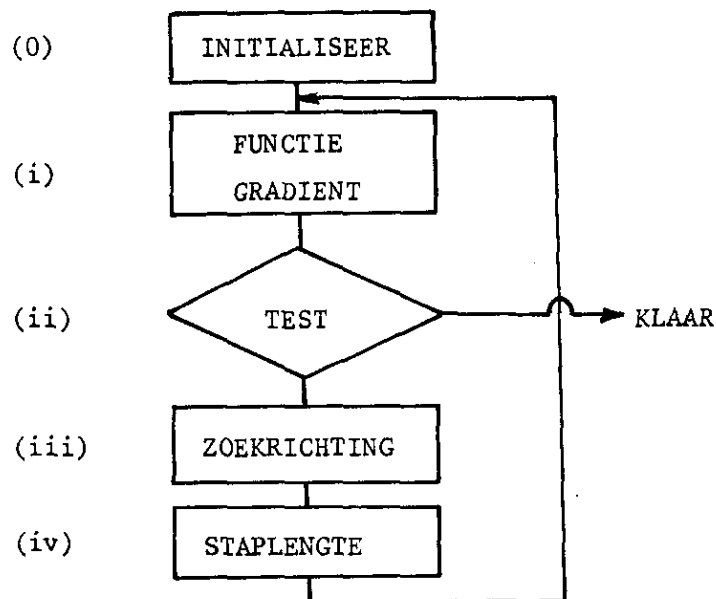 (0) INITIALISEER
(i) FUNCTIE
GRADIENT
(ii) TEST KLAAR
(iii) ZOEKRICHTING
(iv) STAPLENGTE